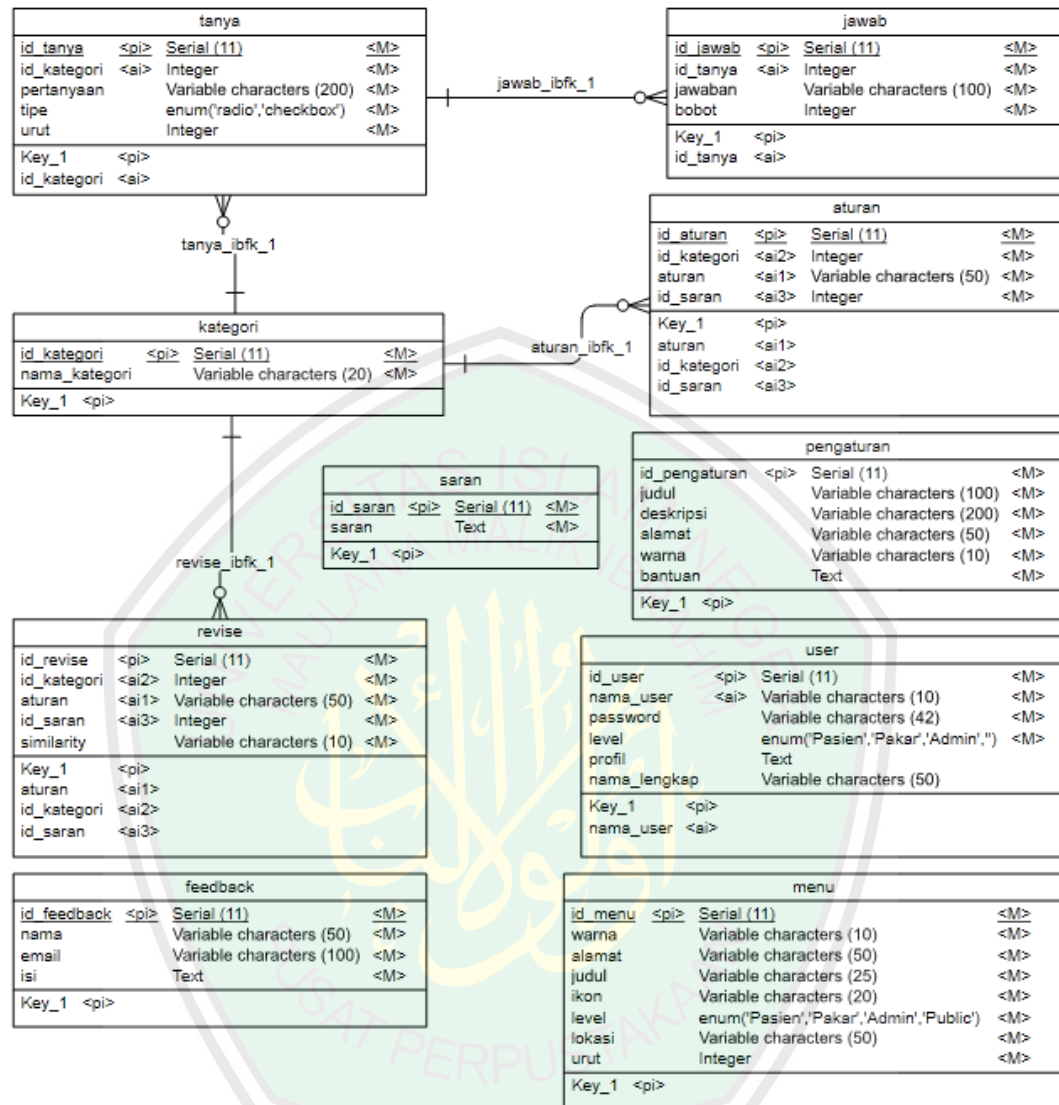 tanya
id_tanya <pi> Serial (11) <M>
id_kategori <ai> Integer <M>
pertanyaan Variable characters (200) <M>
tipe enum('radio','checkbox') <M>
urut Integer <M>
Key_1 <pi>
id_kategori <ai>
jawab_ibfk_1
jawab
id_jawab <pi> Serial (11) <M>
id_tanya <ai> Integer <M>
jawaban Variable characters (100) <M>
bobot Integer <M>
Key_1 <pi>
id_tanya <ai>
tanya_ibfk_1
aturan
id_aturan <pi> Serial (11) <M>
id_kategori <ai2> Integer <M>
aturan <ai1> Variable characters (50) <M>
id_saran <ai3> Integer <M>
Key_1 <pi>
aturan <ai1>
id_kategori <ai2>
id_saran <ai3>
kategori
id_kategori <pi> Serial (11) <M>
nama_kategori Variable characters (20) <M>
Key_1 <pi>
aturan_ibfk_1
pengaturan
id_pengaturan <pi> Serial (11) <M>
judul Variable characters (100) <M>
deskripsi Variable characters (200) <M>
alamat Variable characters (50) <M>
warna Variable characters (10) <M>
bantuan Text <M>
Key_1 <pi>
saran
id_saran <pi> Serial (11) <M>
saran Text <M>
Key_1 <pi>
revise_ibfk_1
revise
id_revise <pi> Serial (11) <M>
id_kategori <ai2> Integer <M>
aturan <ai1> Variable characters (50) <M>
id_saran <ai3> Integer <M>
similarity Variable characters (10) <M>
Key_1 <pi>
aturan <ai1>
id_kategori <ai2>
id_saran <ai3>
user
id_user <pi> Serial (11) <M>
nama_user <ai> Variable characters (10) <M>
password Variable characters (42) <M>
level enum('Pasien','Pakar','Admin','') <M>
profil Text
nama_lengkap Variable characters (50)
Key_1 <pi>
nama_user <ai>
feedback
id_feedback <pi> Serial (11) <M>
nama Variable characters (50) <M>
email Variable characters (100) <M>
isi Text <M>
Key_1 <pi>
menu
id_menu <pi> Serial (11) <M>
warna Variable characters (10) <M>
alamat Variable characters (50) <M>
judul Variable characters (25) <M>
ikon Variable characters (20) <M>
level enum('Pasien','Pakar','Admin','Public') <M>
lokasi Variable characters (50) <M>
urut Integer <M>
Key_1 <pi>
MAULANA MALIK IBRAHIM